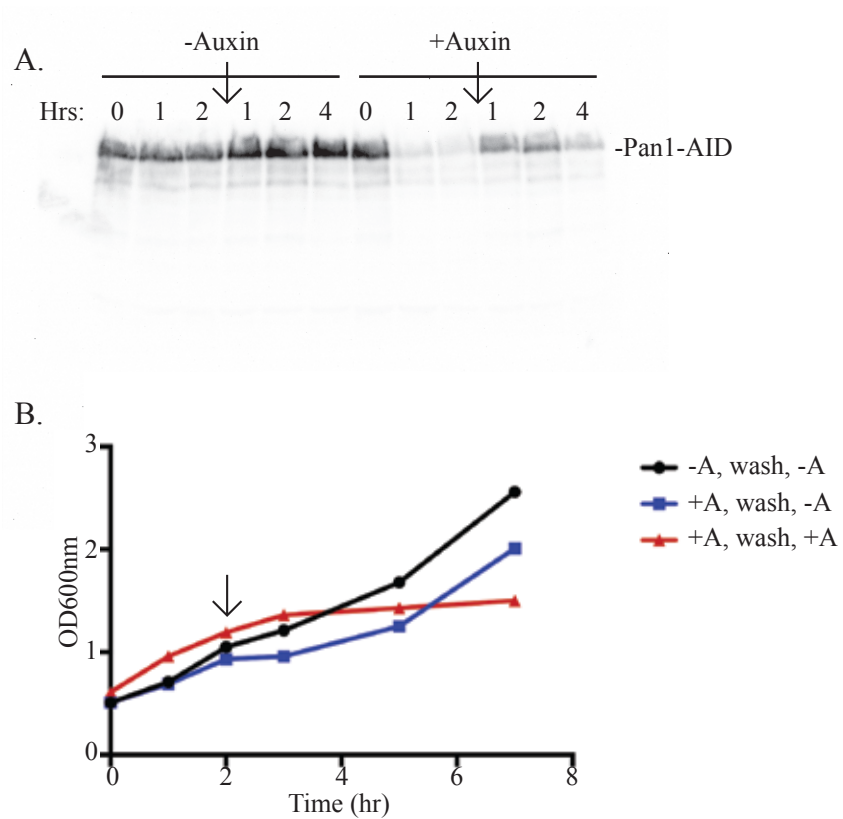 A.
-Auxin +Auxin
Hrs: 0 1 2 1 2 4 0 1 2 1 2 4
-Pan1-AID
B.
3
2
1
0
OD600nm
0 2 4 6 8
Time (hr)
-A, wash, -A
+A, wash, -A
+A, wash, +A